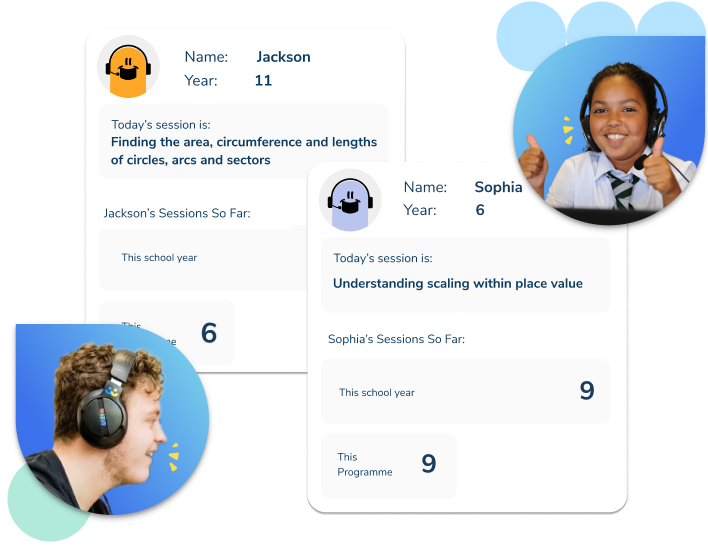 Name: Jackson
Year: 11
Today's session is:
Finding the area, circumference and lengths
of circles, arcs and sectors
Jackson's Sessions So Far:
This school year
This
6
Name: Sophia
Year: 6
Today's session is:
Understanding scaling within place value
Sophia's Sessions So Far:
This school year 9
This
Programme 9